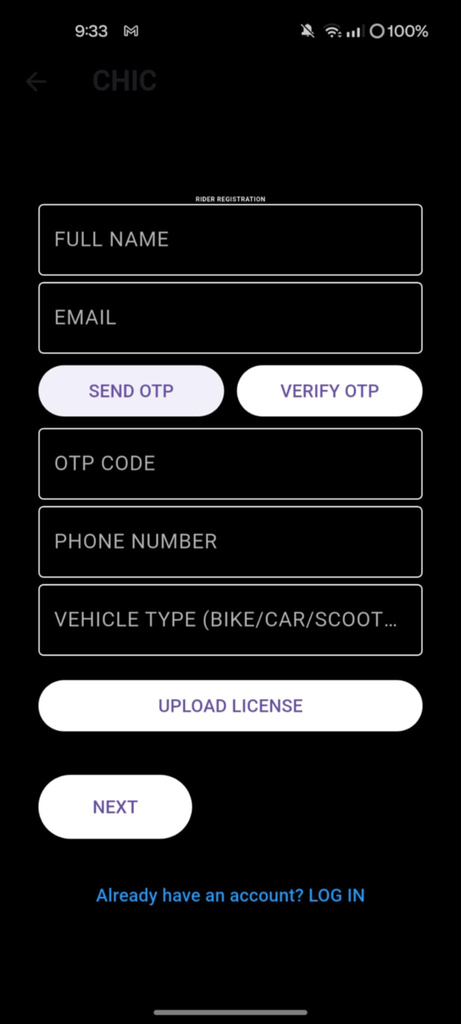 9:33 100%
CHIC
RIDER REGISTRATION
FULL NAME
EMAIL
SEND OTP VERIFY OTP
OTP CODE
PHONE NUMBER
VEHICLE TYPE (BIKE/CAR/SCOOT...
UPLOAD LICENSE
NEXT
Already have an account? LOG IN